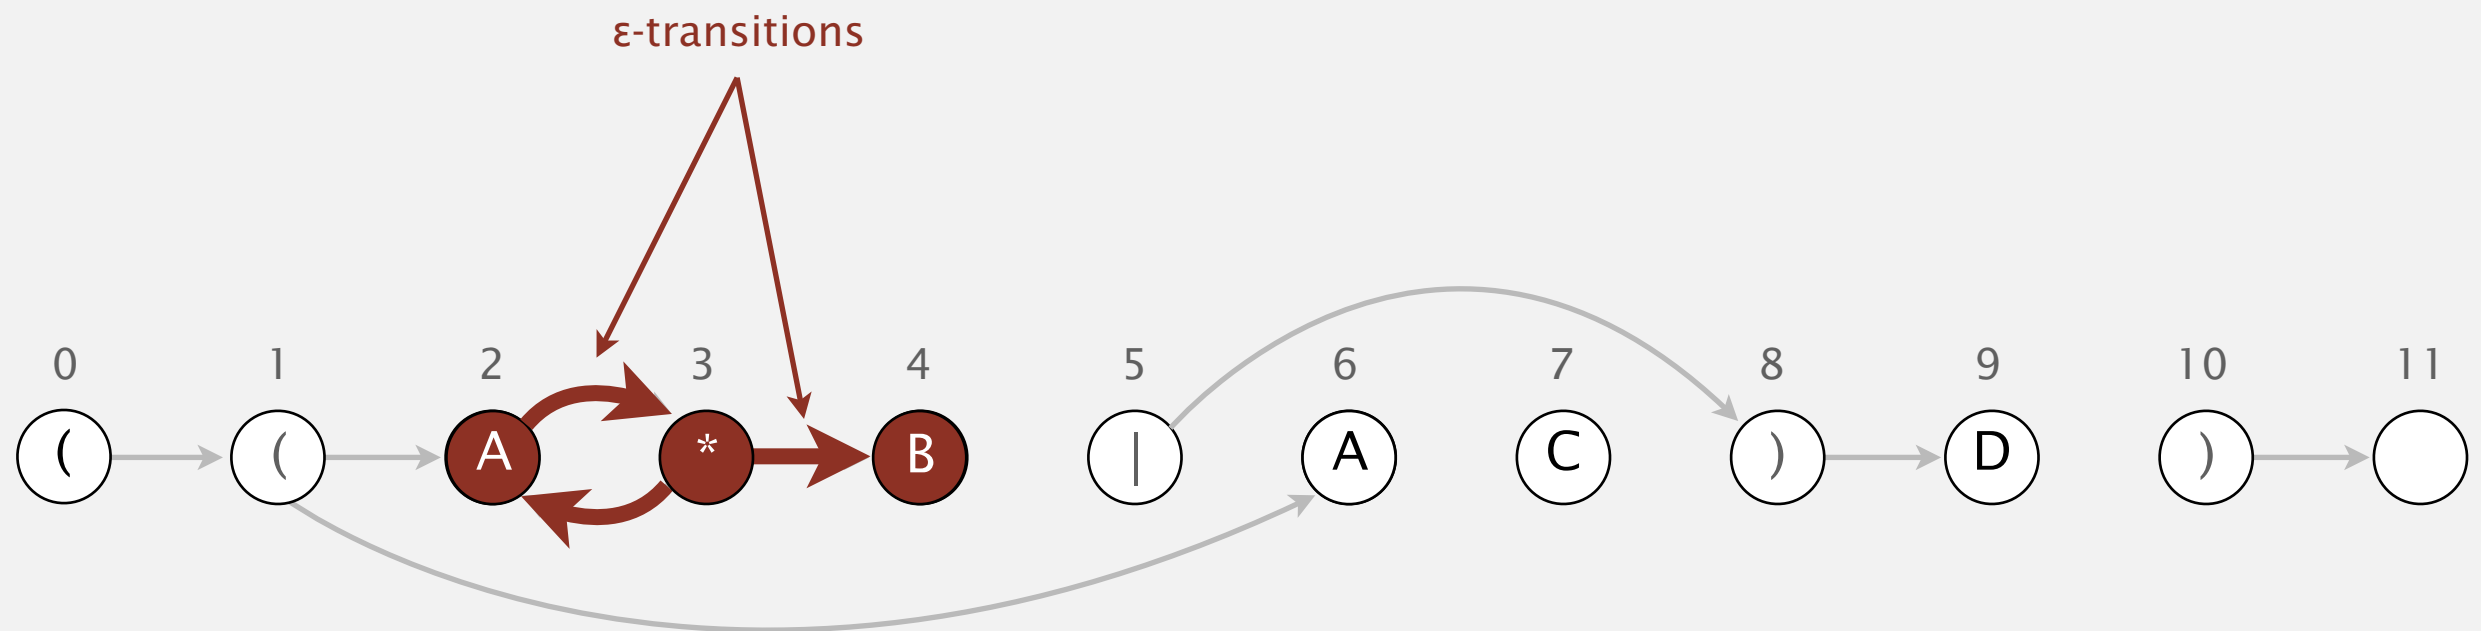 ε-transitions
0 1 2 3 4 5 6 7 8 9 10 11
( ( A * B | A C ) D )